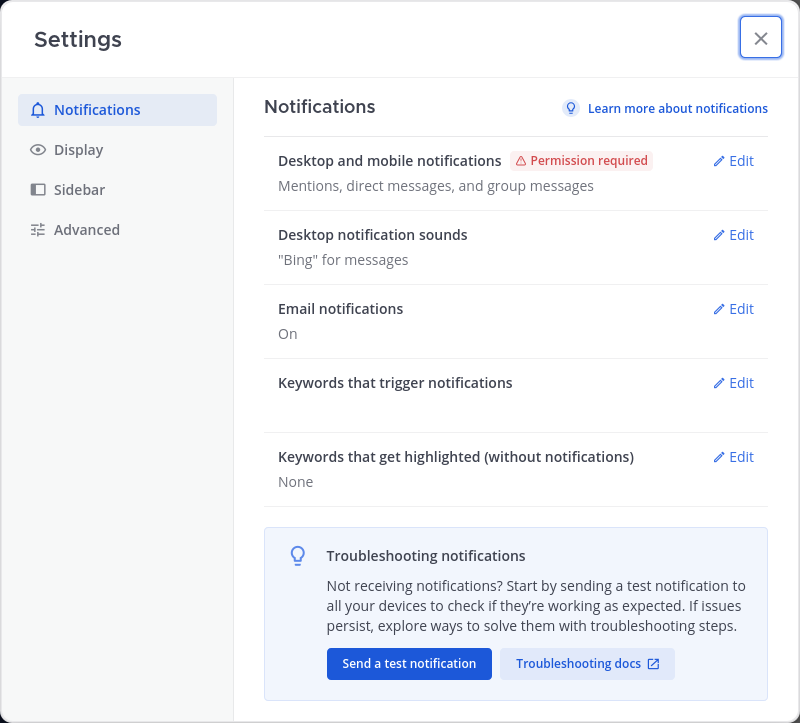 Settings
Notifications
Display
Sidebar
Advanced
Notifications
Learn more about notifications
Desktop and mobile notifications Permission required Edit
Mentions, direct messages, and group messages
Desktop notification sounds Edit
"Bing" for messages
Email notifications Edit
On
Keywords that trigger notifications Edit
Keywords that get highlighted (without notifications) Edit
None
Troubleshooting notifications
Not receiving notifications? Start by sending a test notification to
all your devices to check if they’re working as expected. If issues
persist, explore ways to solve them with troubleshooting steps.
Send a test notification Troubleshooting docs